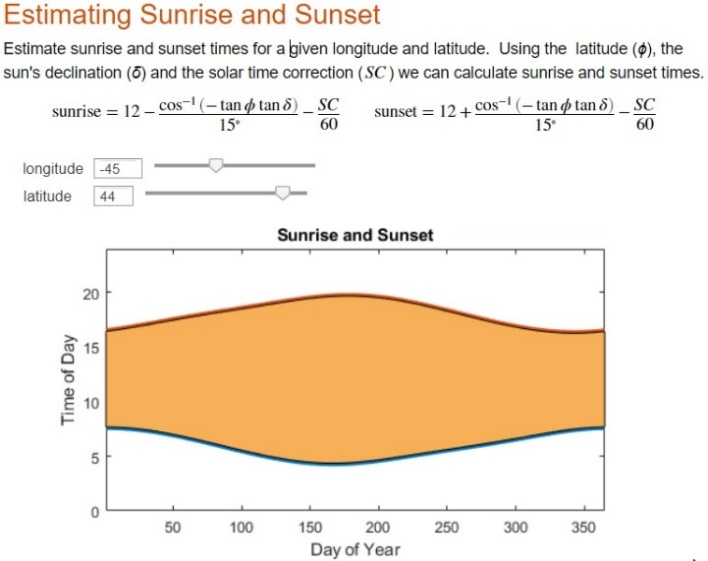 Estimating Sunrise and Sunset
Estimate sunrise and sunset times for a given longitude and latitude. Using the latitude (ϕ), the
sun's declination (δ) and the solar time correction (SC) we can calculate sunrise and sunset times.
sunrise = 12 − cos⁻¹(− tan ϕ tan δ)/15° − SC/60 sunset = 12 + cos⁻¹(− tan ϕ tan δ)/15° − SC/60
longitude -45
latitude 44
Sunrise and Sunset
Time of Day
20
15
10
5
0
50 100 150 200 250 300 350
Day of Year